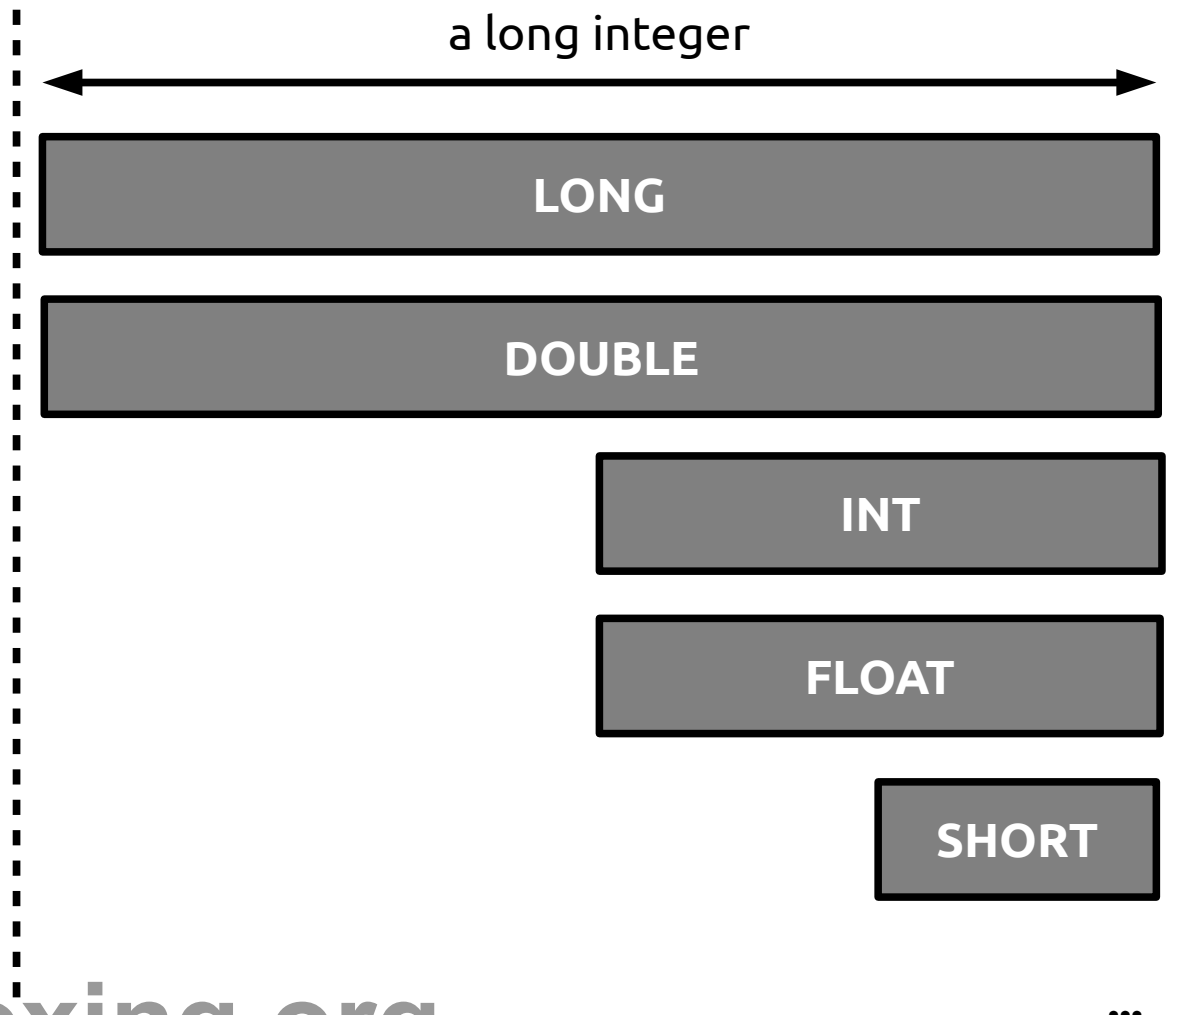 a long integer
LONG
DOUBLE
INT
FLOAT
SHORT
...